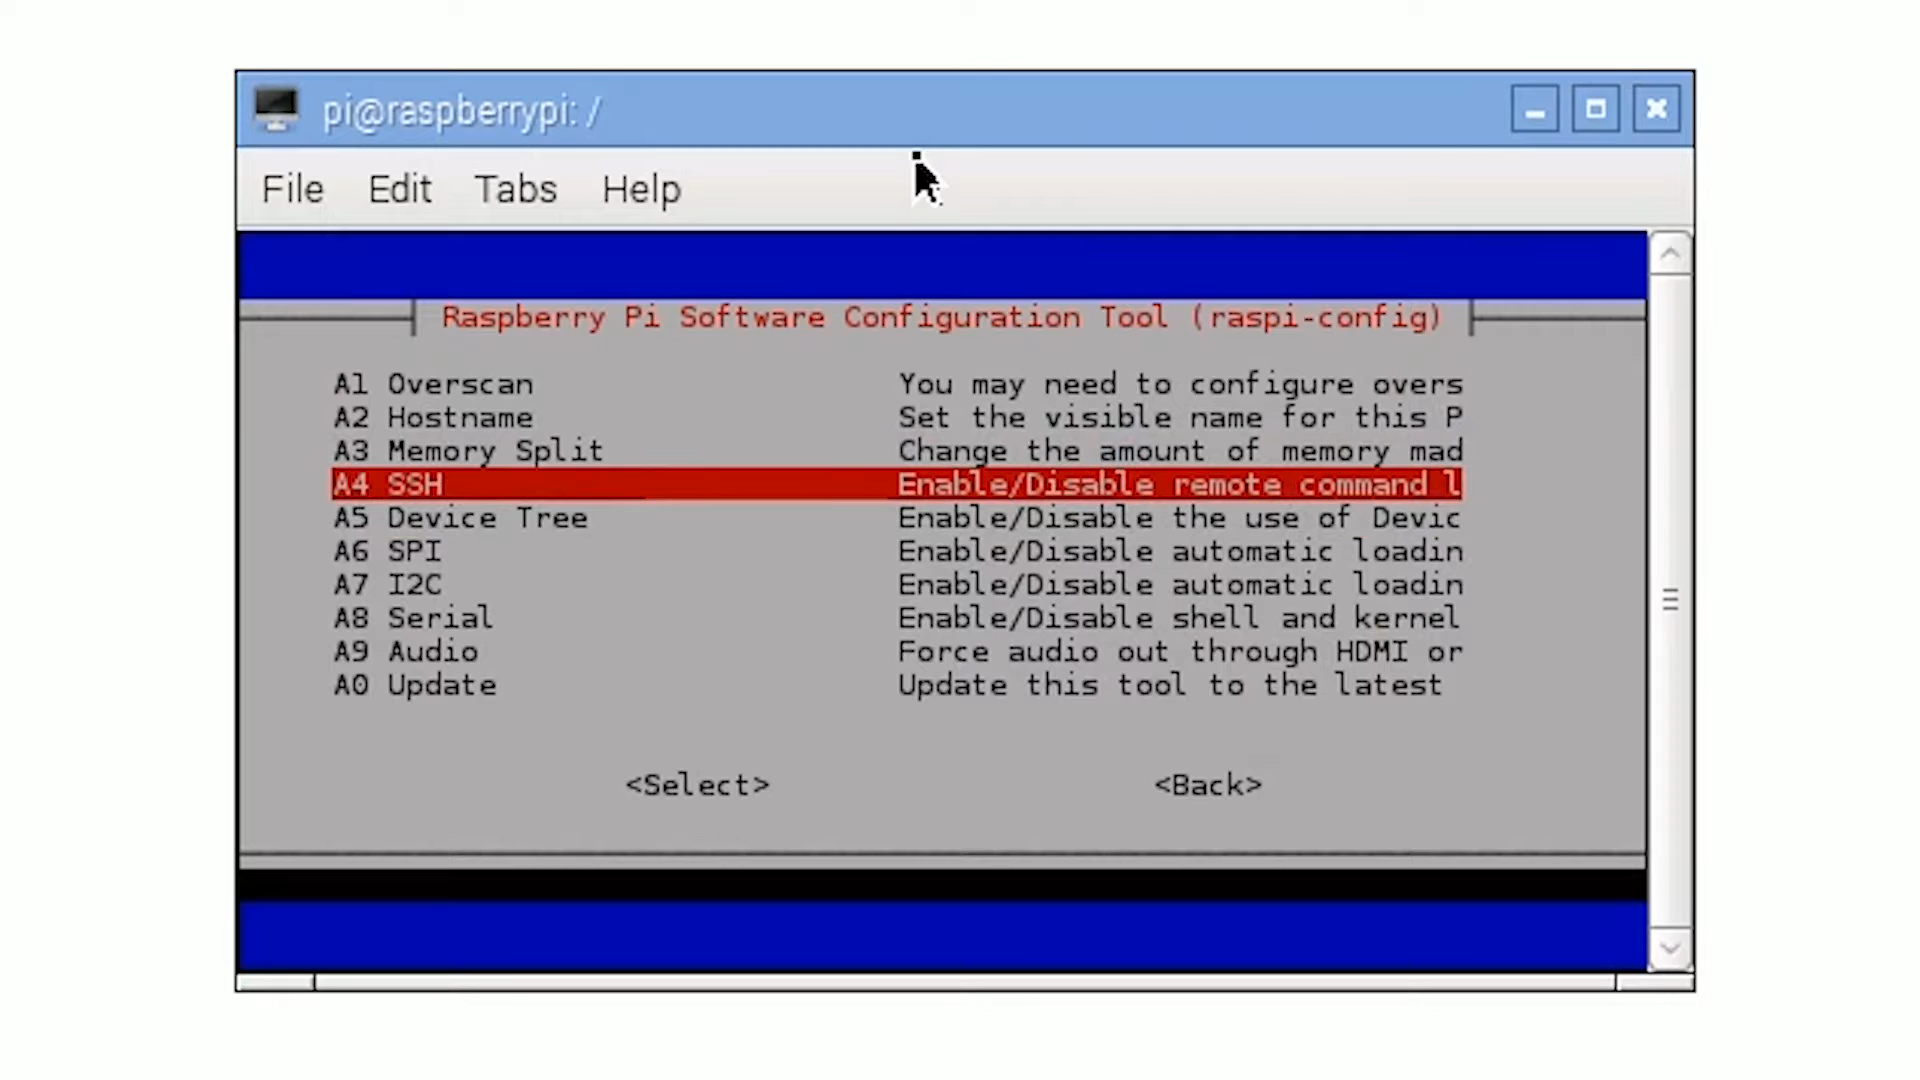 pi@raspberrypi: /
File Edit Tabs Help
Raspberry Pi Software Configuration Tool (raspi-config)
A1 Overscan You may need to configure overs
A2 Hostname Set the visible name for this P
A3 Memory Split Change the amount of memory mad
A4 SSH Enable/Disable remote command l
A5 Device Tree Enable/Disable the use of Devic
A6 SPI Enable/Disable automatic loadin
A7 I2C Enable/Disable automatic loadin
A8 Serial Enable/Disable shell and kernel
A9 Audio Force audio out through HDMI or
A0 Update Update this tool to the latest
<Select> <Back>